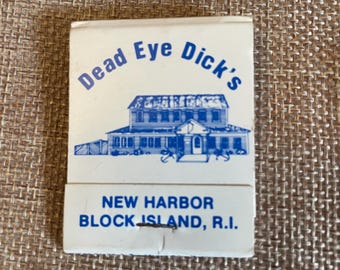 Dead Eye Dick's
NEW HARBOR
BLOCK ISLAND, R.I.